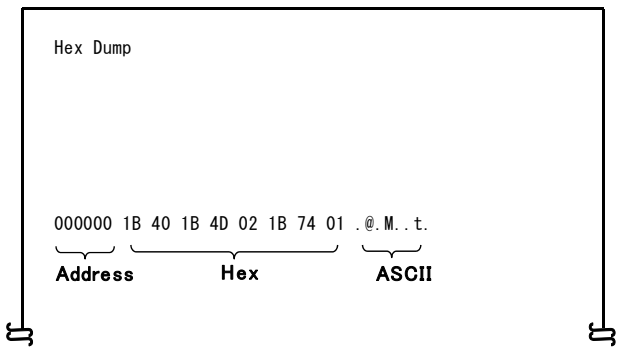 Hex Dump
000000 1B 40 1B 4D 02 1B 74 01 .@.M..t.
Address Hex ASCII